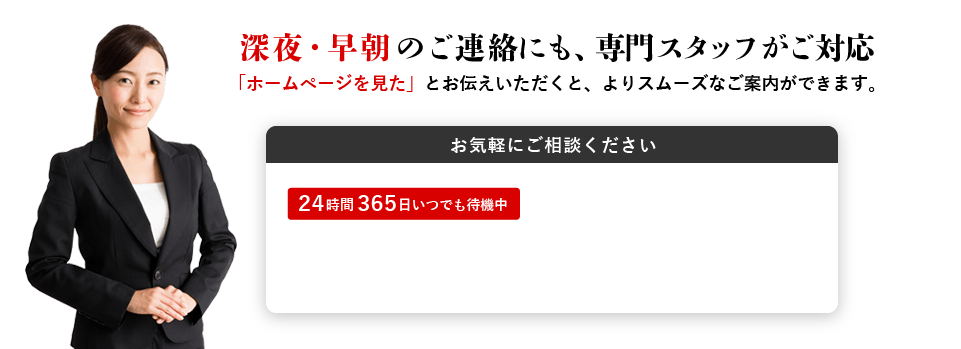 深夜・早朝のご連絡にも、専門スタッフがご対応
「ホームページを見た」とお伝えいただくと、よりスムーズなご案内ができます。
お気軽にご相談ください
24時間365日いつでも待機中